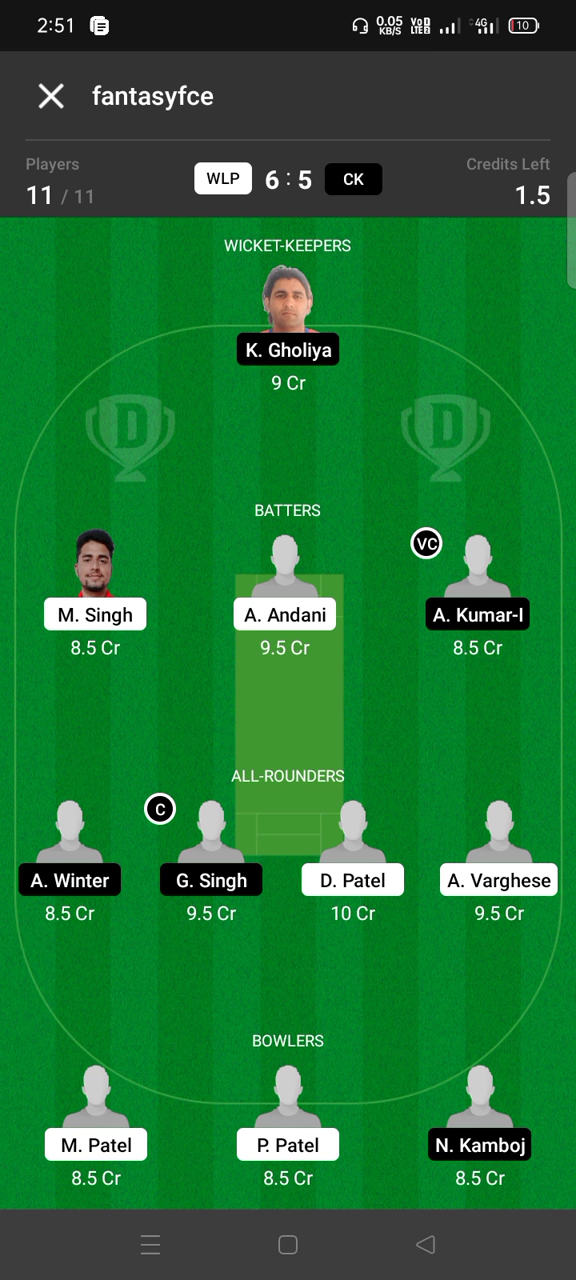 2:51 0.05 KB/S VoD LTE2 4G 10
fantasyfce
Players
Credits Left
11 / 11
WLP 6 : 5 CK
1.5
WICKET-KEEPERS
K. Gholiya
9 Cr
D D
BATTERS
VC
M. Singh A. Andani A. Kumar-I
8.5 Cr 9.5 Cr 8.5 Cr
ALL-ROUNDERS
C
A. Winter G. Singh D. Patel A. Varghese
8.5 Cr 9.5 Cr 10 Cr 9.5 Cr
BOWLERS
M. Patel P. Patel N. Kamboj
8.5 Cr 8.5 Cr 8.5 Cr